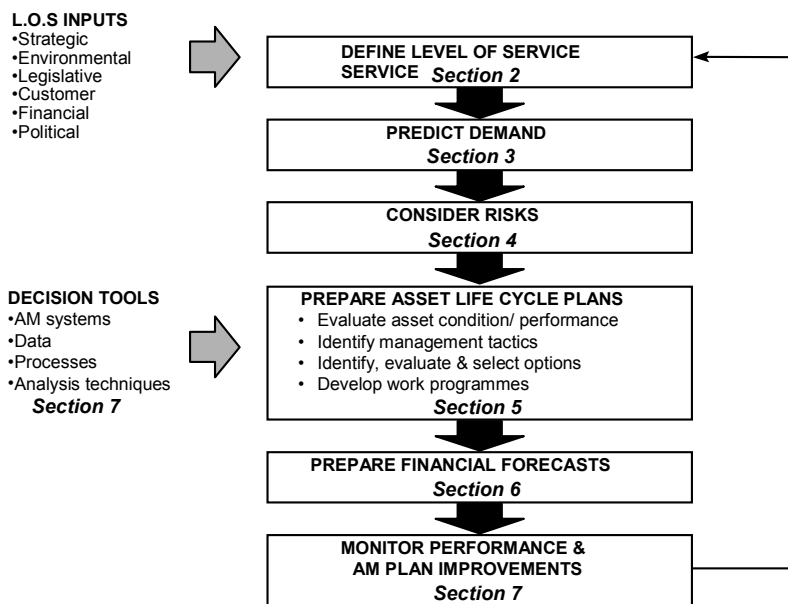 L.O.S INPUTS
•Strategic
•Environmental
•Legislative
•Customer
•Financial
•Political
DEFINE LEVEL OF SERVICE
SERVICE Section 2
PREDICT DEMAND
Section 3
CONSIDER RISKS
Section 4
DECISION TOOLS
•AM systems
•Data
•Processes
•Analysis techniques
Section 7
PREPARE ASSET LIFE CYCLE PLANS
• Evaluate asset condition/ performance
• Identify management tactics
• Identify, evaluate & select options
• Develop work programmes
Section 5
PREPARE FINANCIAL FORECASTS
Section 6
MONITOR PERFORMANCE &
AM PLAN IMPROVEMENTS
Section 7